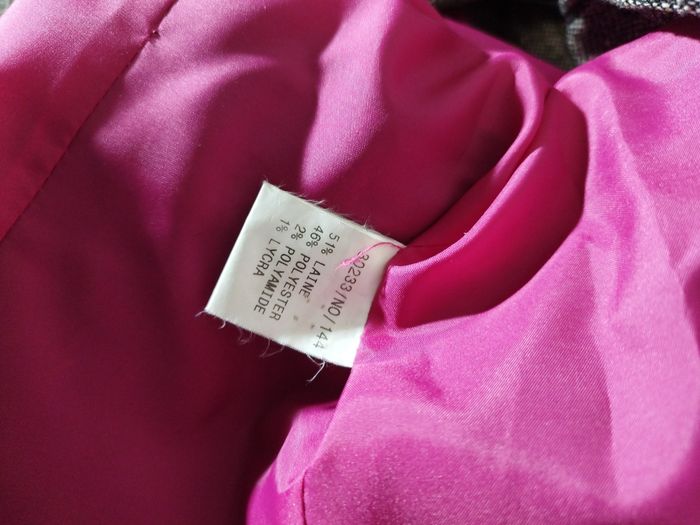 30233/NO/144
51% LAINE
46% POLYESTER
2% POLYAMIDE
1% LYCRA